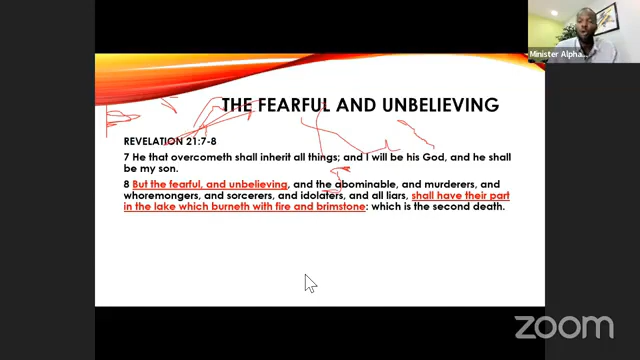 Minister Alpha...
THE FEARFUL AND UNBELIEVING
REVELATION 21:7-8
7 He that overcometh shall inherit all things; and I will be his God, and he shall
be my son.
8 But the fearful, and unbelieving, and the abominable, and murderers, and
whoremongers, and sorcerers, and idolaters, and all liars, shall have their part
in the lake which burneth with fire and brimstone: which is the second death.
zoom